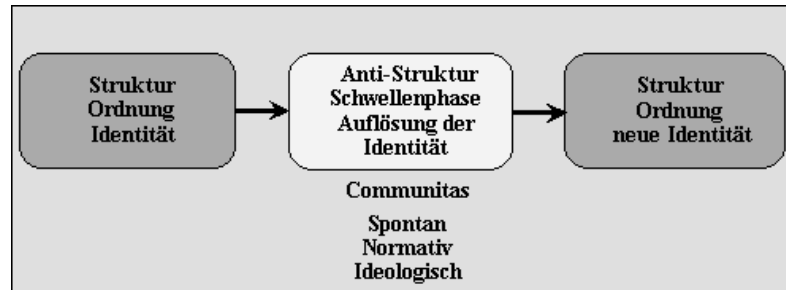 Struktur
Ordnung
Identität
Anti-Struktur
Schwellenphase
Auflösung der
Identität
Struktur
Ordnung
neue Identität
Communitas
Spontan
Normativ
Ideologisch